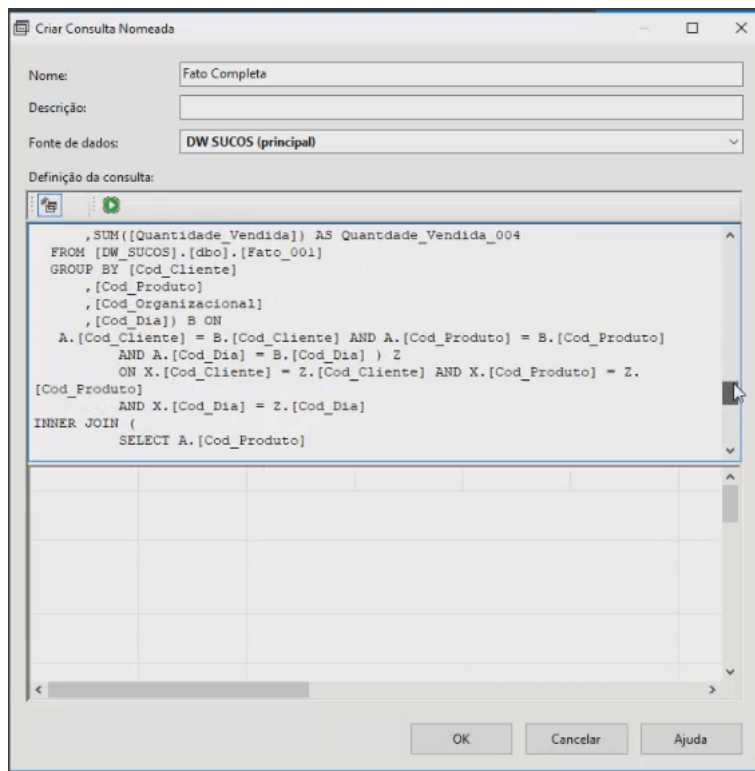 Criar Consulta Nomeada
Nome:
Fato Completa
Descrição:
Fonte de dados:
DW SUCOS (principal)
Definição da consulta:
,SUM([Quantidade_Vendida]) AS Quantdade_Vendida_004
FROM [DW_SUCOS].[dbo].[Fato_001]
GROUP BY [Cod_Cliente]
,[Cod_Produto]
,[Cod_Organizacional]
,[Cod_Dia]) B ON
A.[Cod_Cliente] = B.[Cod_Cliente] AND A.[Cod_Produto] = B.[Cod_Produto]
AND A.[Cod_Dia] = B.[Cod_Dia] ) Z
ON X.[Cod_Cliente] = Z.[Cod_Cliente] AND X.[Cod_Produto] = Z.
[Cod_Produto]
AND X.[Cod_Dia] = Z.[Cod_Dia]
INNER JOIN (
SELECT A.[Cod_Produto]
OK
Cancelar
Ajuda